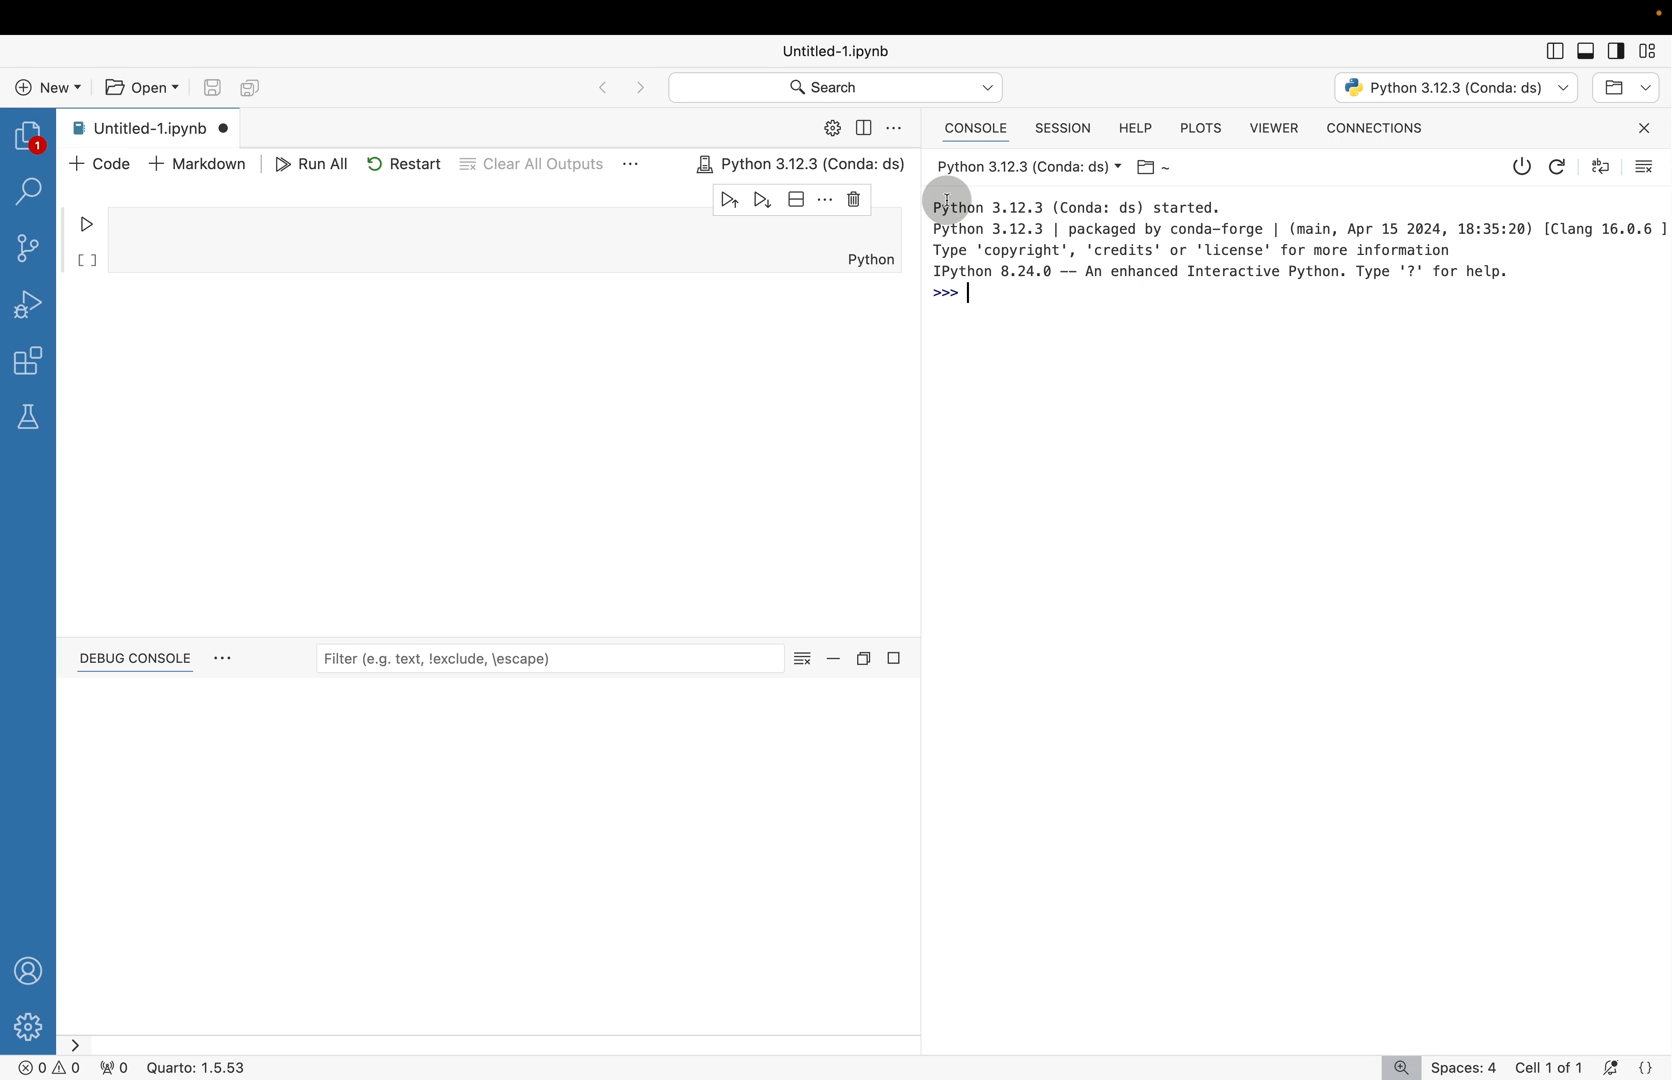 Untitled-1.ipynb
New Open Search Python 3.12.3 (Conda: ds)
1
Untitled-1.ipynb
+ Code + Markdown Run All Restart Clear All Outputs ... Python 3.12.3 (Conda: ds)
[ ] Python
CONSOLE SESSION HELP PLOTS VIEWER CONNECTIONS
Python 3.12.3 (Conda: ds) ~
Python 3.12.3 (Conda: ds) started.
Python 3.12.3 | packaged by conda-forge | (main, Apr 15 2024, 18:35:20) [Clang 16.0.6 ]
Type 'copyright', 'credits' or 'license' for more information
IPython 8.24.0 -- An enhanced Interactive Python. Type '?' for help.
>>>
DEBUG CONSOLE ... Filter (e.g. text, !exclude, \escape)
>
0 0 0 Quarto: 1.5.53 Spaces: 4 Cell 1 of 1 {}